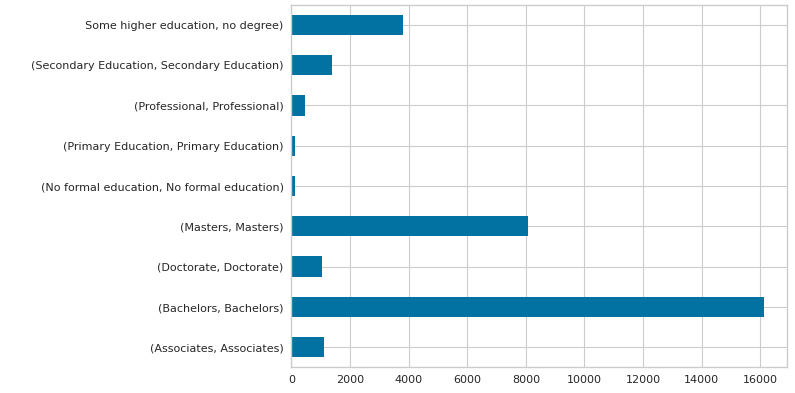 Some higher education, no degree)
(Secondary Education, Secondary Education)
(Professional, Professional)
(Primary Education, Primary Education)
(No formal education, No formal education)
(Masters, Masters)
(Doctorate, Doctorate)
(Bachelors, Bachelors)
(Associates, Associates)
0 2000 4000 6000 8000 10000 12000 14000 16000